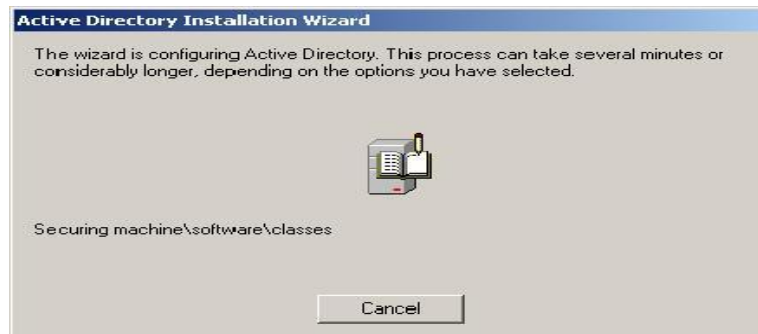 Active Directory Installation Wizard
The wizard is configuring Active Directory. This process can take several minutes or
considerably longer, depending on the options you have selected.
Securing machine\software\classes
Cancel